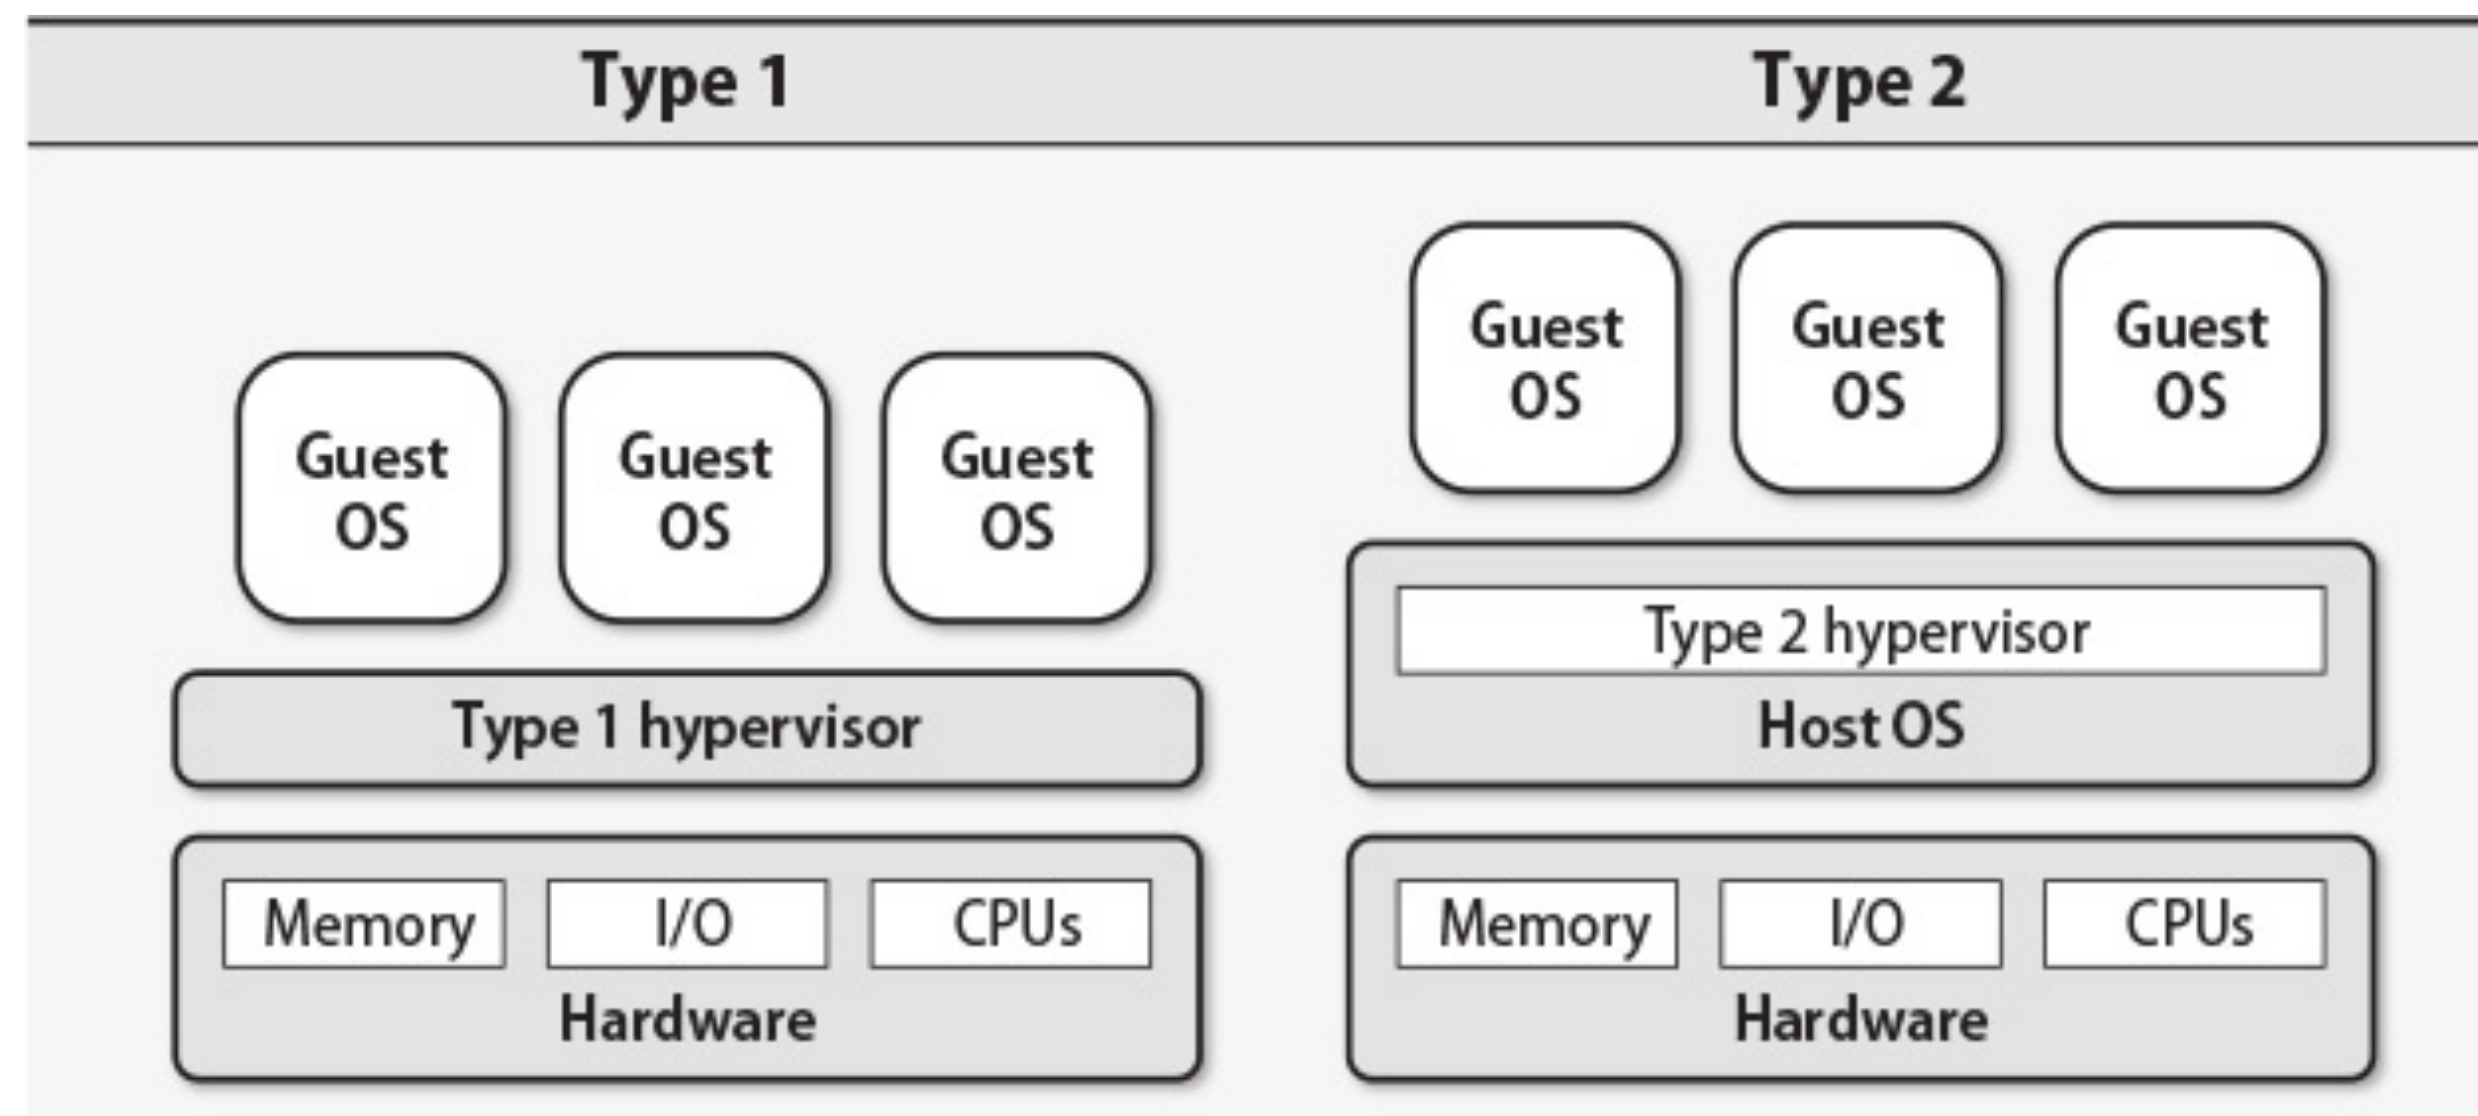 Type 1
Type 2
Guest
OS
Guest
OS
Guest
OS
Type 1 hypervisor
Memory
I/O
CPUs
Hardware
Guest
OS
Guest
OS
Guest
OS
Type 2 hypervisor
Host OS
Memory
I/O
CPUs
Hardware